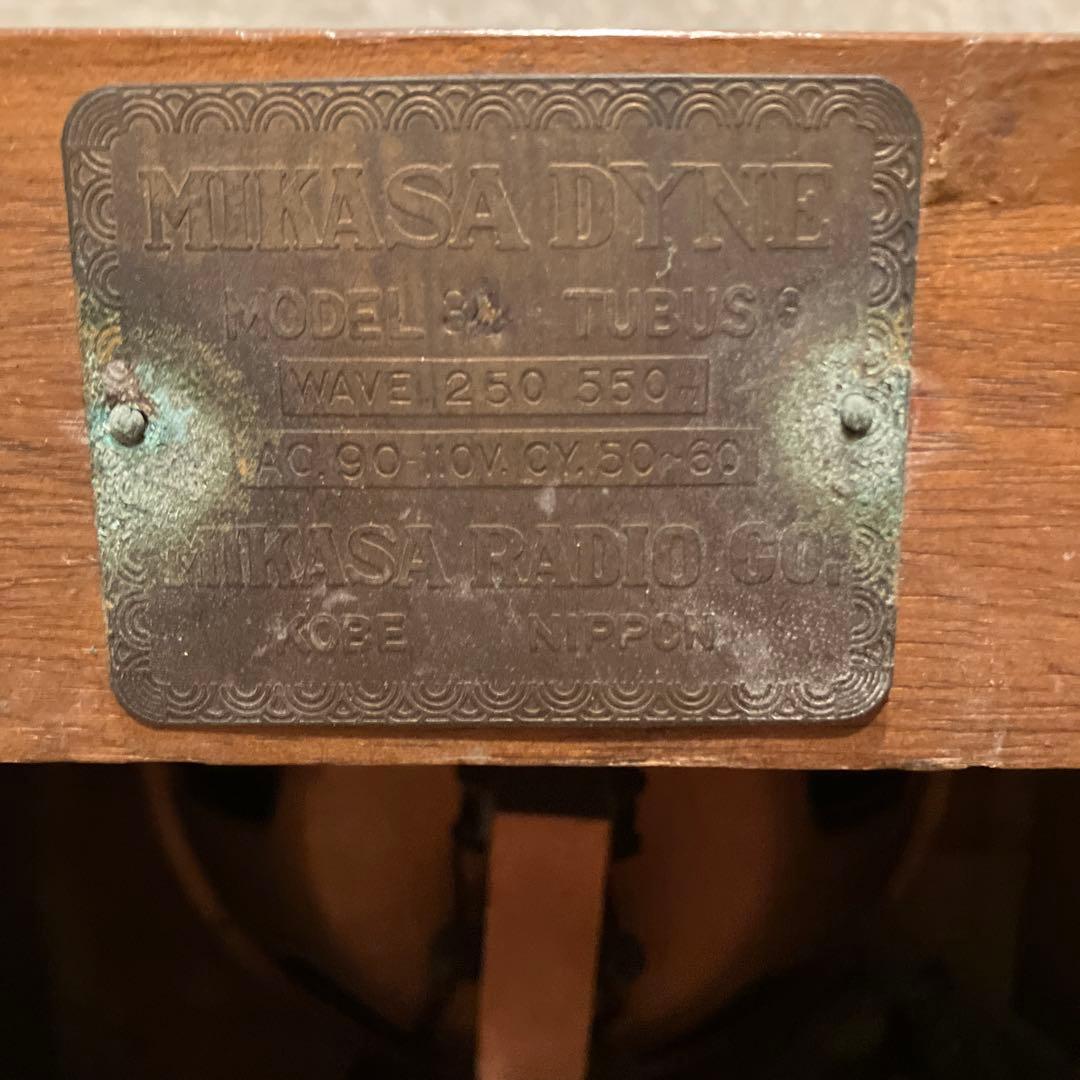 MIKASA DYNE
MODEL TUBUS
WAVE 250 550
AC. 90-110V. CY. 50~60
MIKASA RADIO CO.
KOBE NIPPON